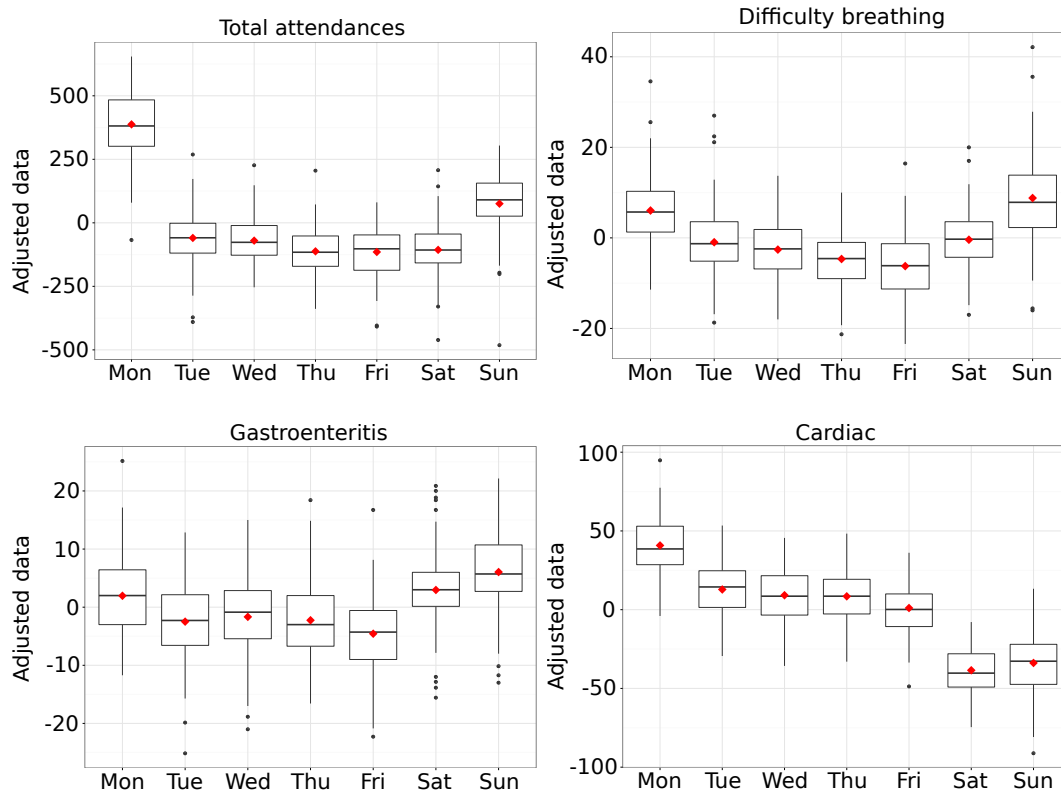 Total attendances
Adjusted data
500
250
0
-250
-500
Mon Tue Wed Thu Fri Sat Sun
Difficulty breathing
Adjusted data
40
20
0
-20
Mon Tue Wed Thu Fri Sat Sun
Gastroenteritis
Adjusted data
20
10
0
-10
-20
Mon Tue Wed Thu Fri Sat Sun
Cardiac
Adjusted data
100
50
0
-50
-100
Mon Tue Wed Thu Fri Sat Sun